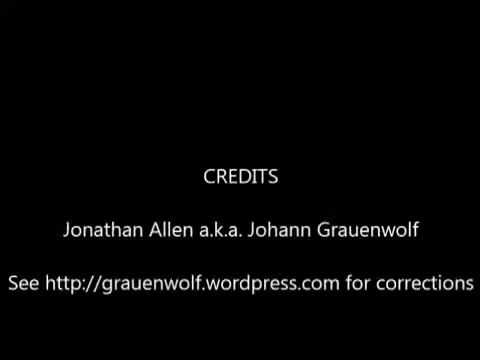 CREDITS
Jonathan Allen a.k.a. Johann Grauenwolf
See http://grauenwolf.wordpress.com for corrections